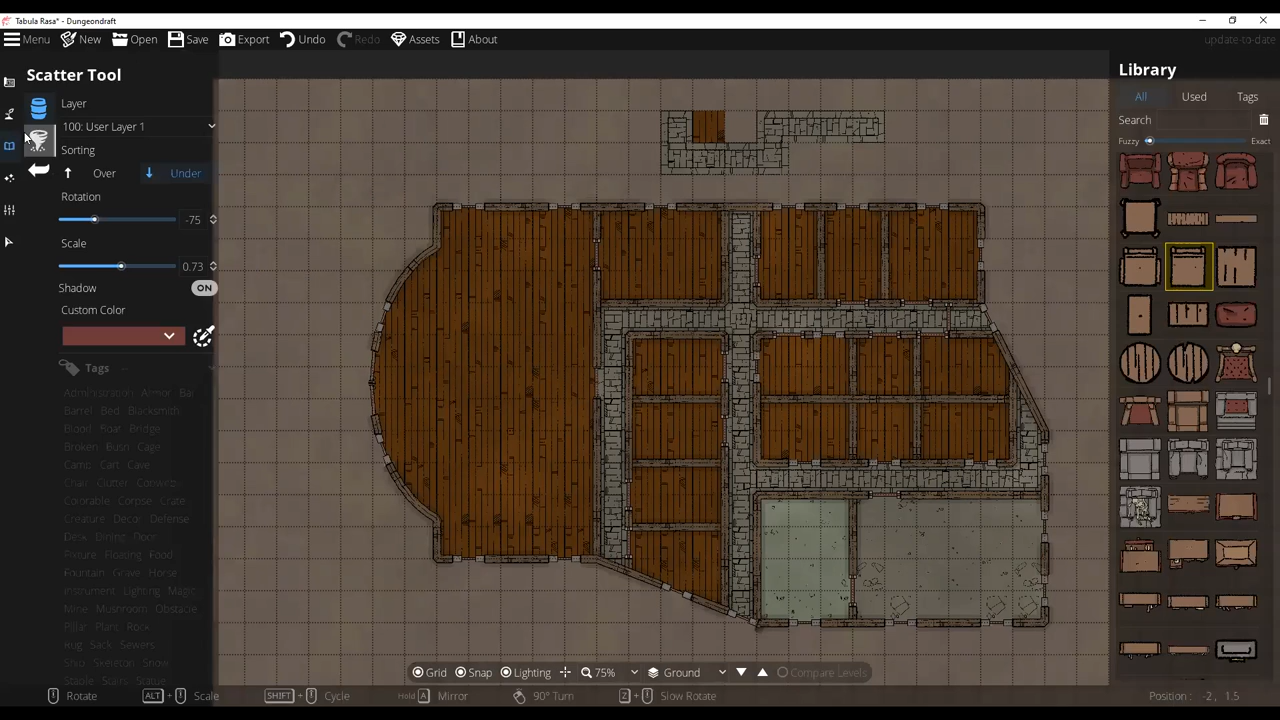 Tabula Rasa* - Dungeondraft
Menu New Open Save Export Undo Redo Assets About update-to-date
Scatter Tool
Layer
100: User Layer 1
Sorting
Over Under
Rotation
-75
Scale
0.73
Shadow ON
Custom Color
Tags
Administration Armor Bar
Barrel Bed Blacksmith
Blood Boat Bridge
Broken Bush Cage
Camp Cart Cave
Chair Clutter Cobweb
Colorable Corpse Crate
Creature Decor Defense
Desk Dining Door
Fixture Floating Food
Fountain Grave Horse
Instrument Lighting Magic
Mine Mushroom Obstacle
Pillar Plant Rock
Rug Sack Sewers
Ship Skeleton Snow
Staple Stairs Statue
Library
All Used Tags
Search
Fuzzy Exact
Grid Snap Lighting 75% Ground Compare Levels
Rotate ALT + Scale SHIFT + Cycle Hold A Mirror 90° Turn Z + Slow Rotate Position : -2 , 1.5